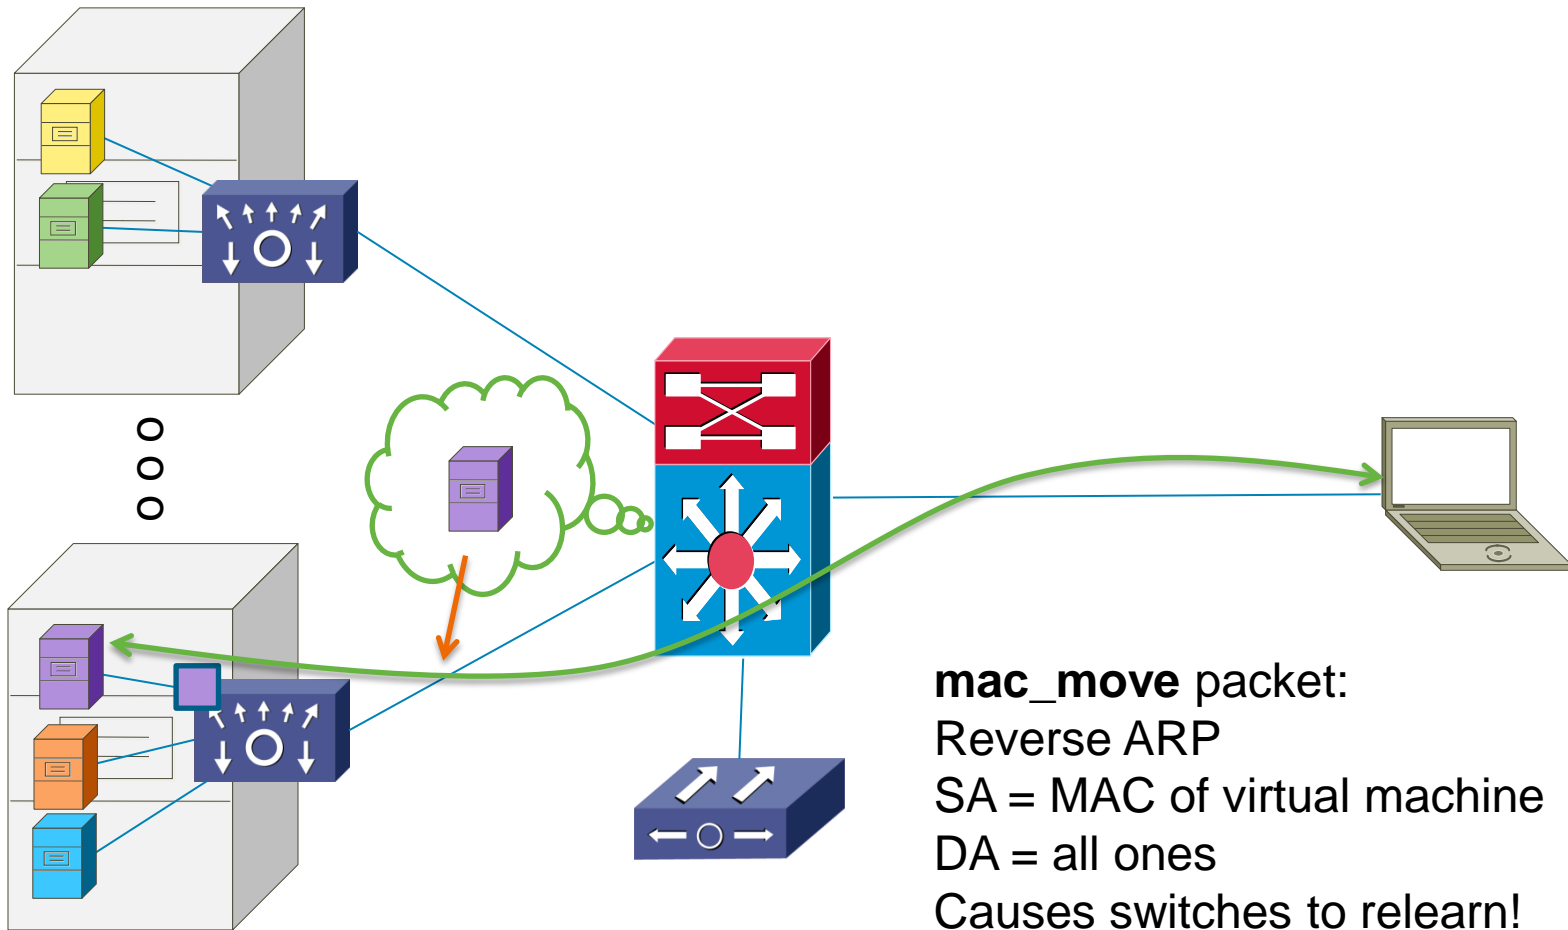 mac_move packet:
Reverse ARP
SA = MAC of virtual machine
DA = all ones
Causes switches to relearn!